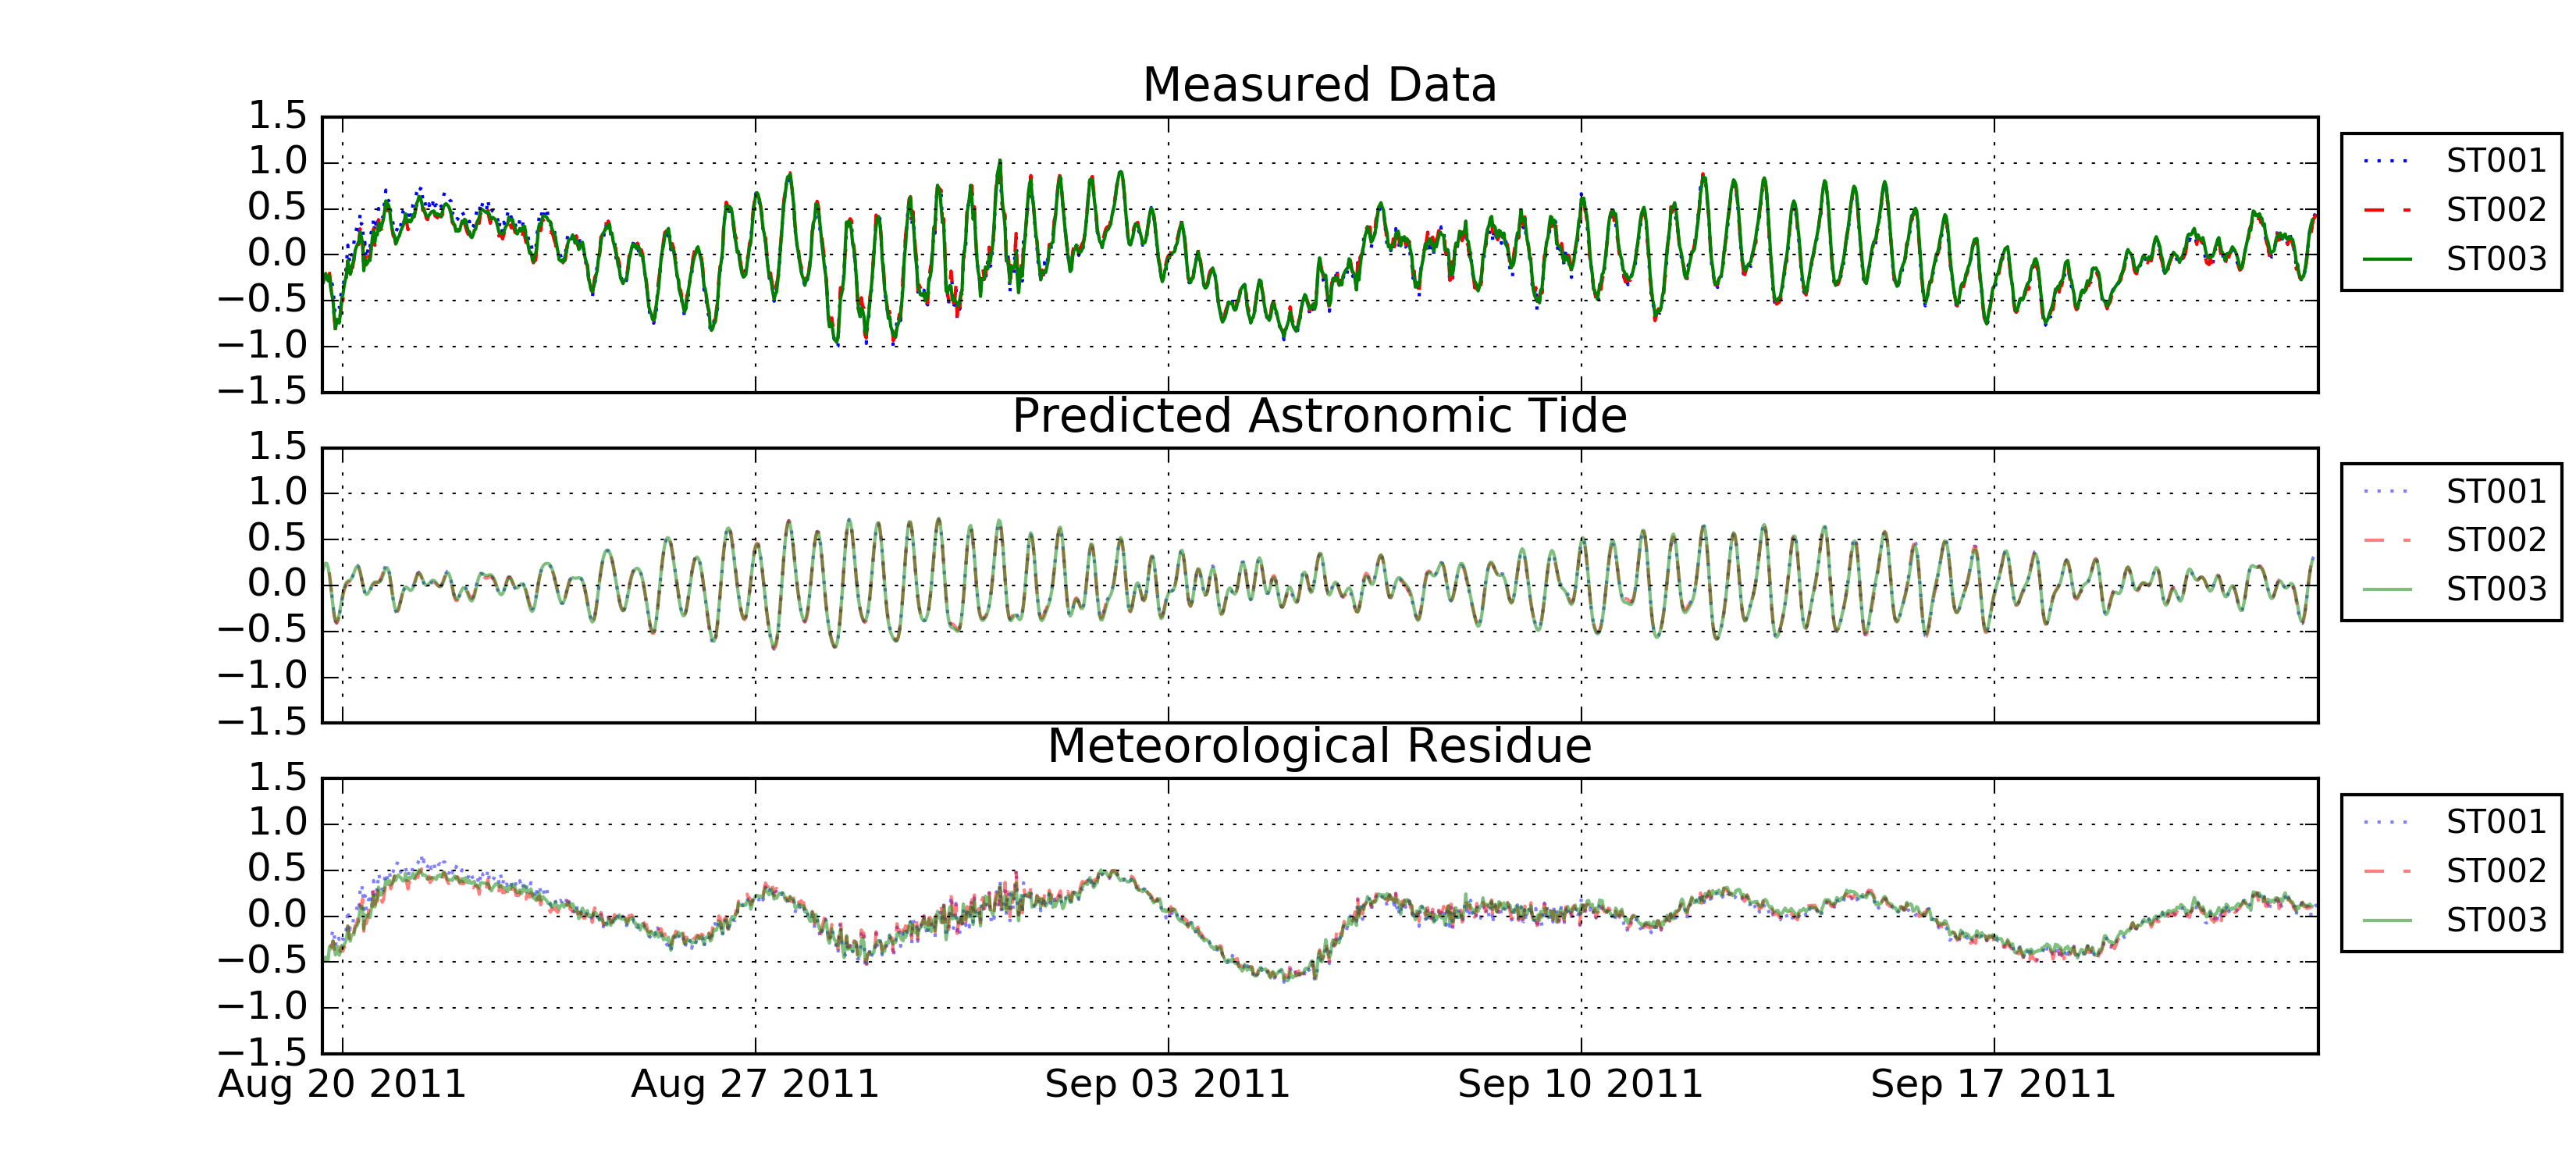 Measured Data
1.5
1.0
0.5
0.0
−0.5
−1.0
−1.5
ST001
ST002
ST003
Predicted Astronomic Tide
1.5
1.0
0.5
0.0
−0.5
−1.0
−1.5
ST001
ST002
ST003
Meteorological Residue
1.5
1.0
0.5
0.0
−0.5
−1.0
−1.5
ST001
ST002
ST003
Aug 20 2011 Aug 27 2011 Sep 03 2011 Sep 10 2011 Sep 17 2011